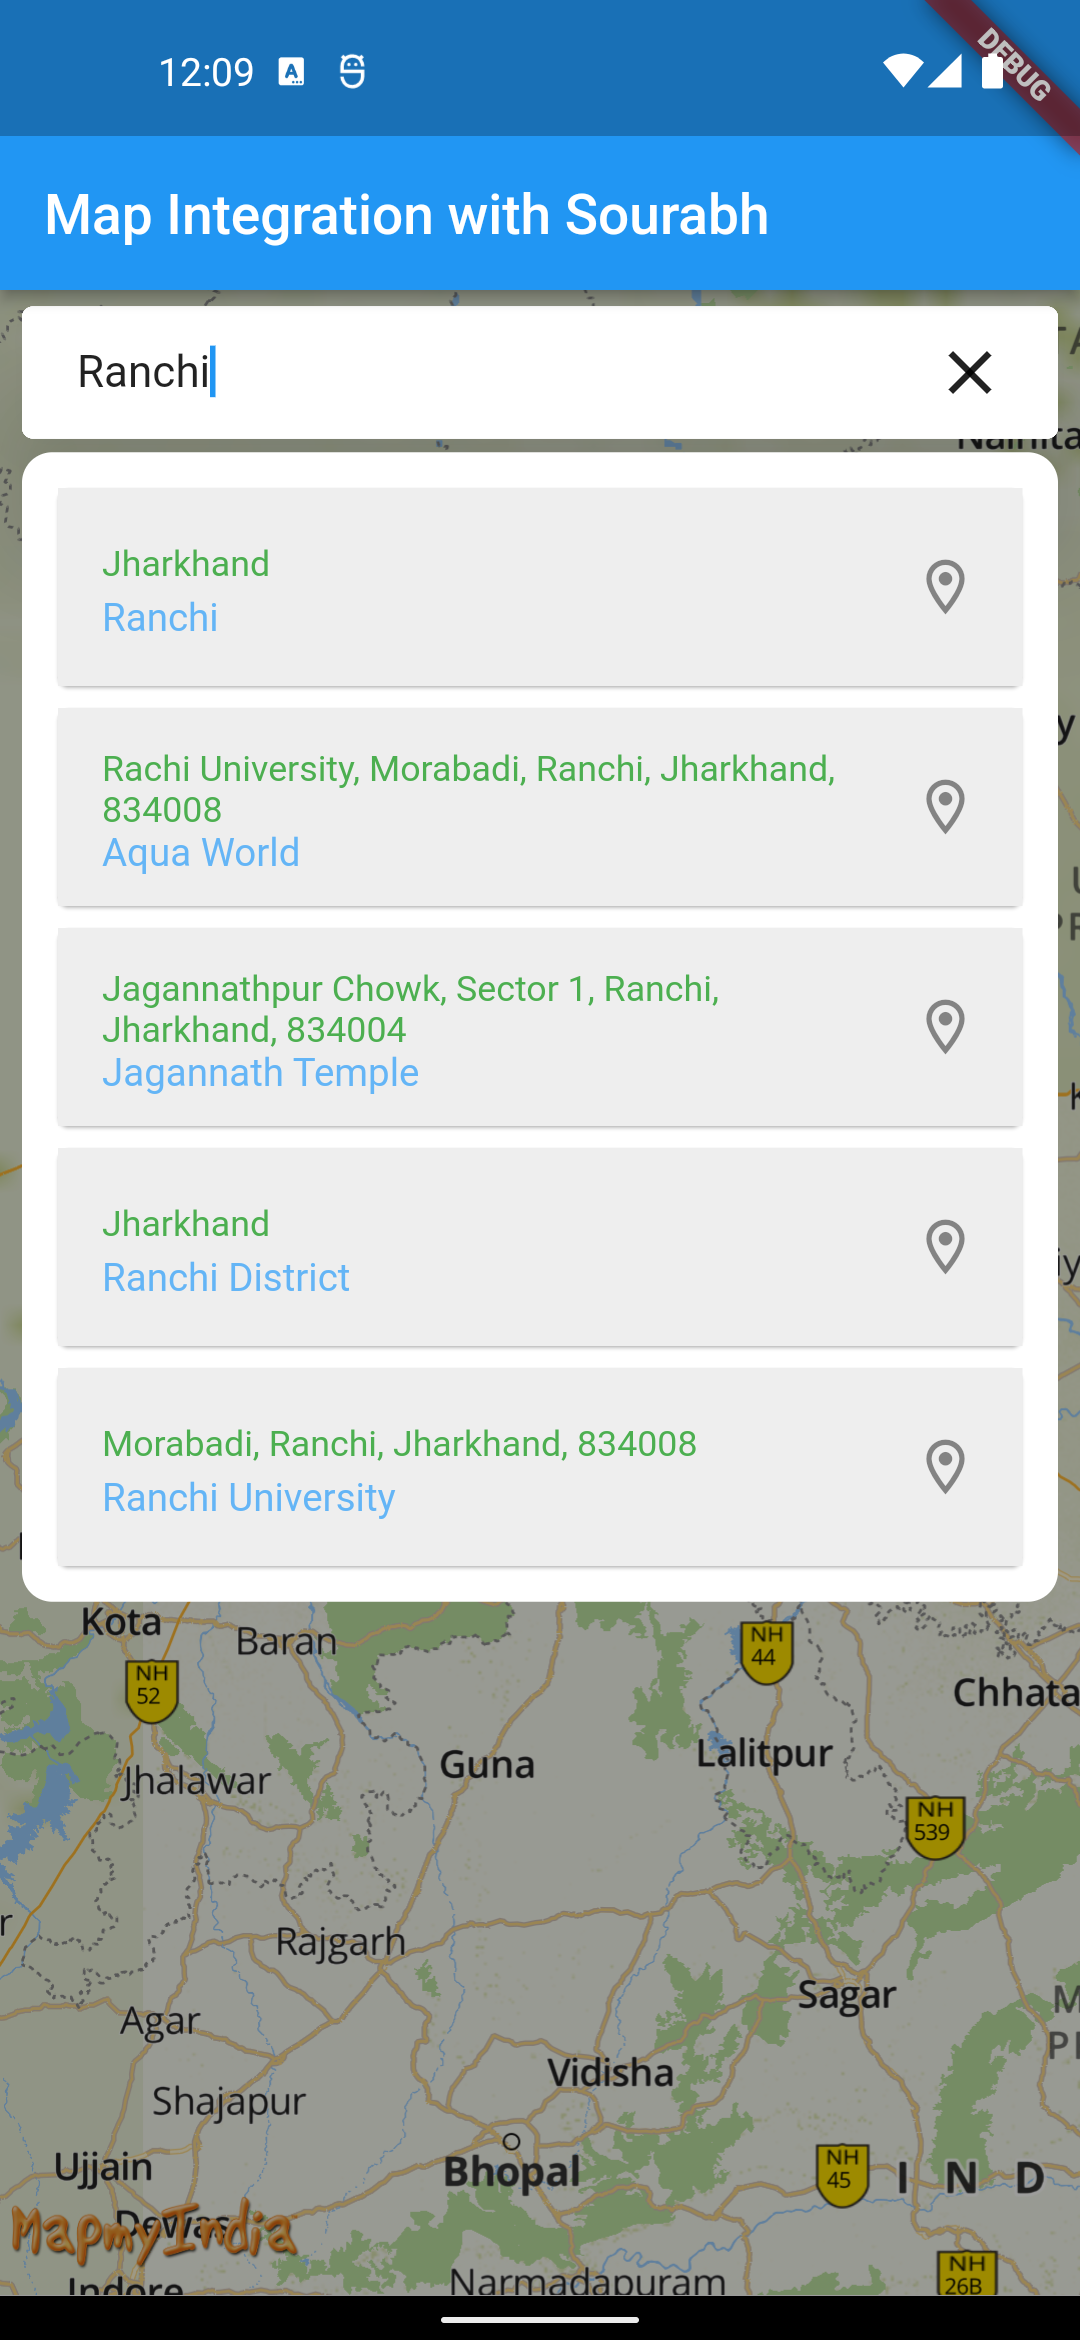 12:09
DEBUG
Map Integration with Sourabh
Ranchi
Jharkhand
Ranchi
Rachi University, Morabadi, Ranchi, Jharkhand,
834008
Aqua World
Jagannathpur Chowk, Sector 1, Ranchi,
Jharkhand, 834004
Jagannath Temple
Jharkhand
Ranchi District
Morabadi, Ranchi, Jharkhand, 834008
Ranchi University
Kota
Baran
NH
44
NH
52
Chhata
Guna
Lalitpur
Jhalawar
NH
539
Rajgarh
Sagar
Agar
Vidisha
Shajapur
Ujjain
Bhopal
NH
45
I N D
Dewas
MapmyIndia
Indore
Narmadapuram
NH
26B